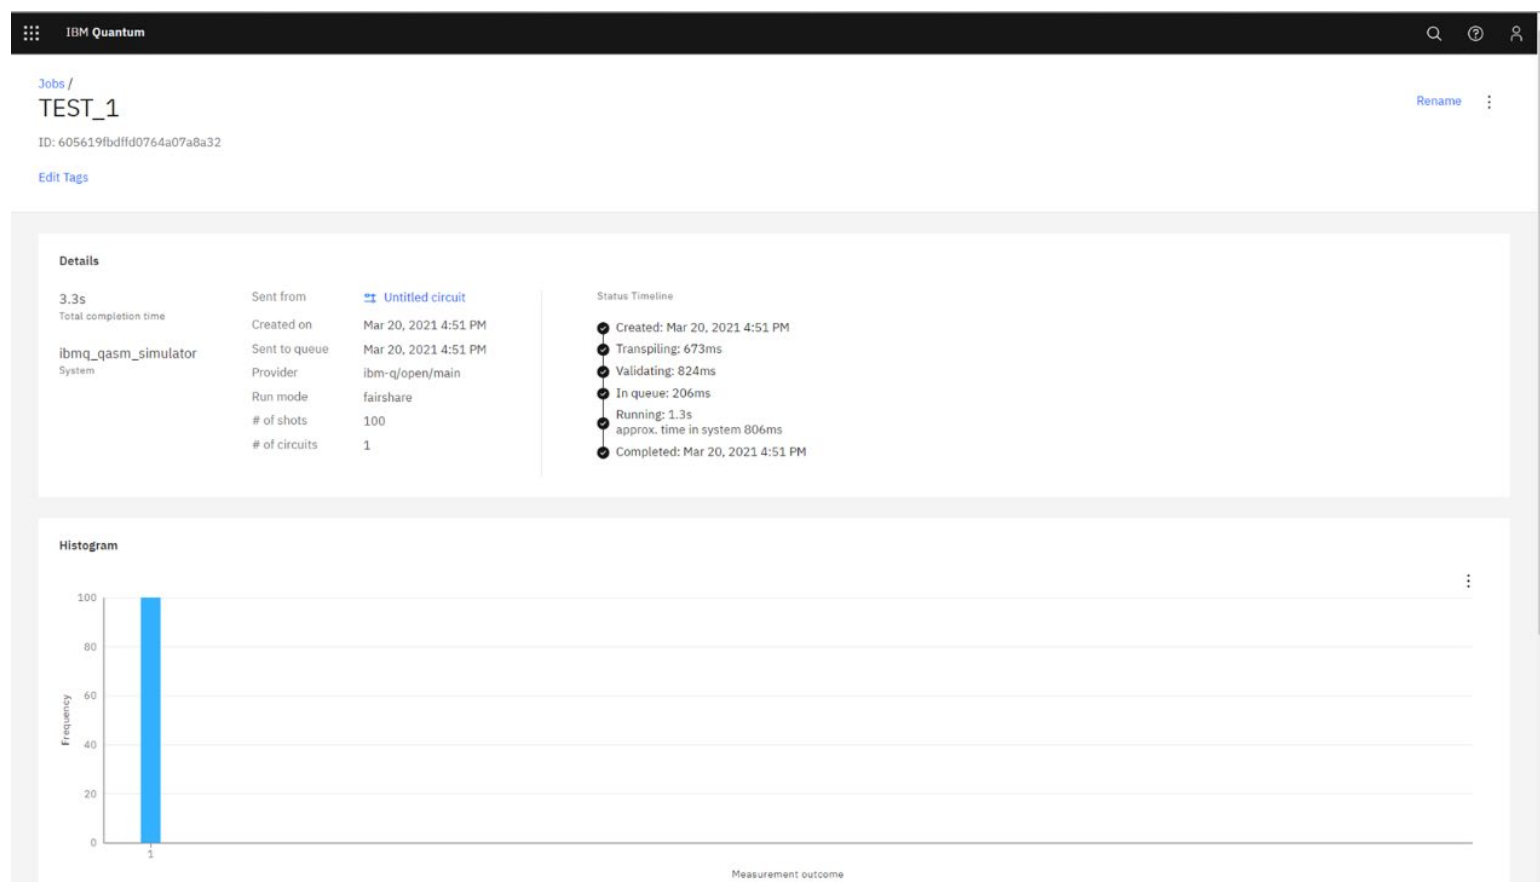 IBM Quantum
Jobs /
TEST_1
Rename
ID: 605619fbdffd0764a07a8a32
Edit Tags
Details
3.3s
Total completion time
ibmq_qasm_simulator
System
Sent from Untitled circuit
Created on Mar 20, 2021 4:51 PM
Sent to queue Mar 20, 2021 4:51 PM
Provider ibm-q/open/main
Run mode fairshare
# of shots 100
# of circuits 1
Status Timeline
Created: Mar 20, 2021 4:51 PM
Transpiling: 673ms
Validating: 824ms
In queue: 206ms
Running: 1.3s
approx. time in system 806ms
Completed: Mar 20, 2021 4:51 PM
Histogram
Frequency
100
80
60
40
20
0
1
Measurement outcome